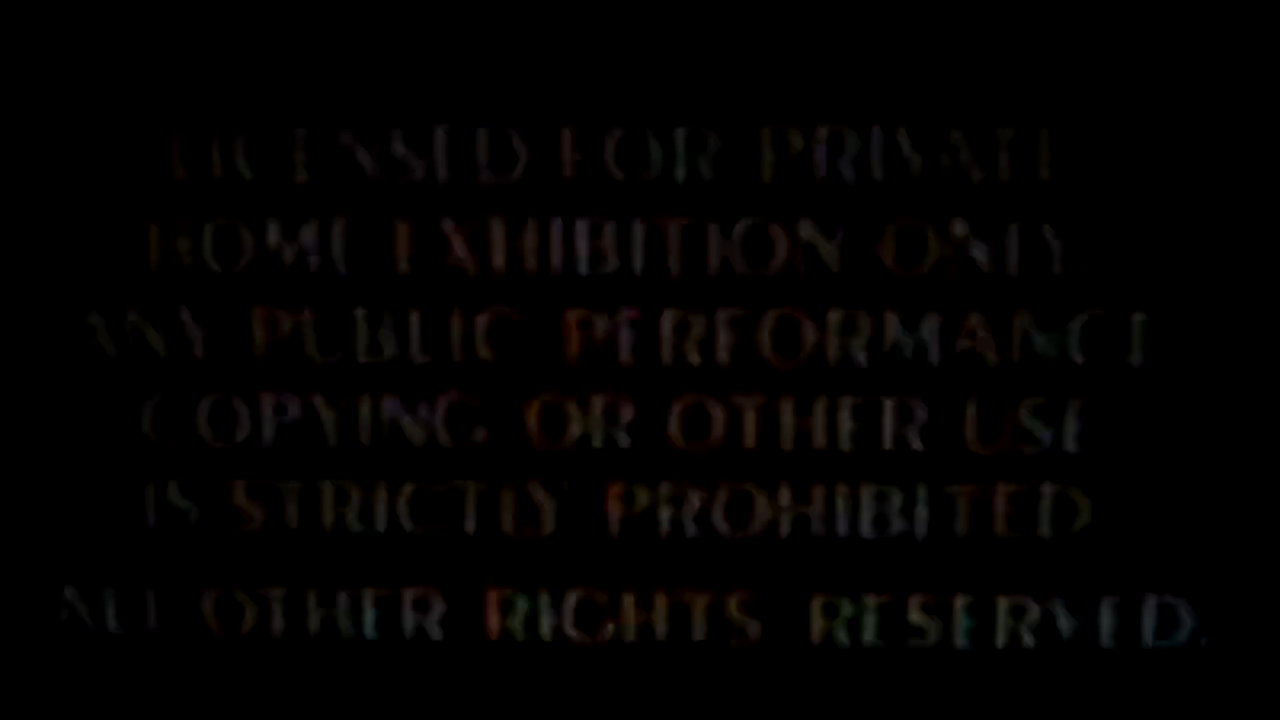 LICENSED FOR PRIVATE
HOME EXHIBITION ONLY
ANY PUBLIC PERFORMANCE
COPYING OR OTHER USE
IS STRICTLY PROHIBITED
ALL OTHER RIGHTS RESERVED.